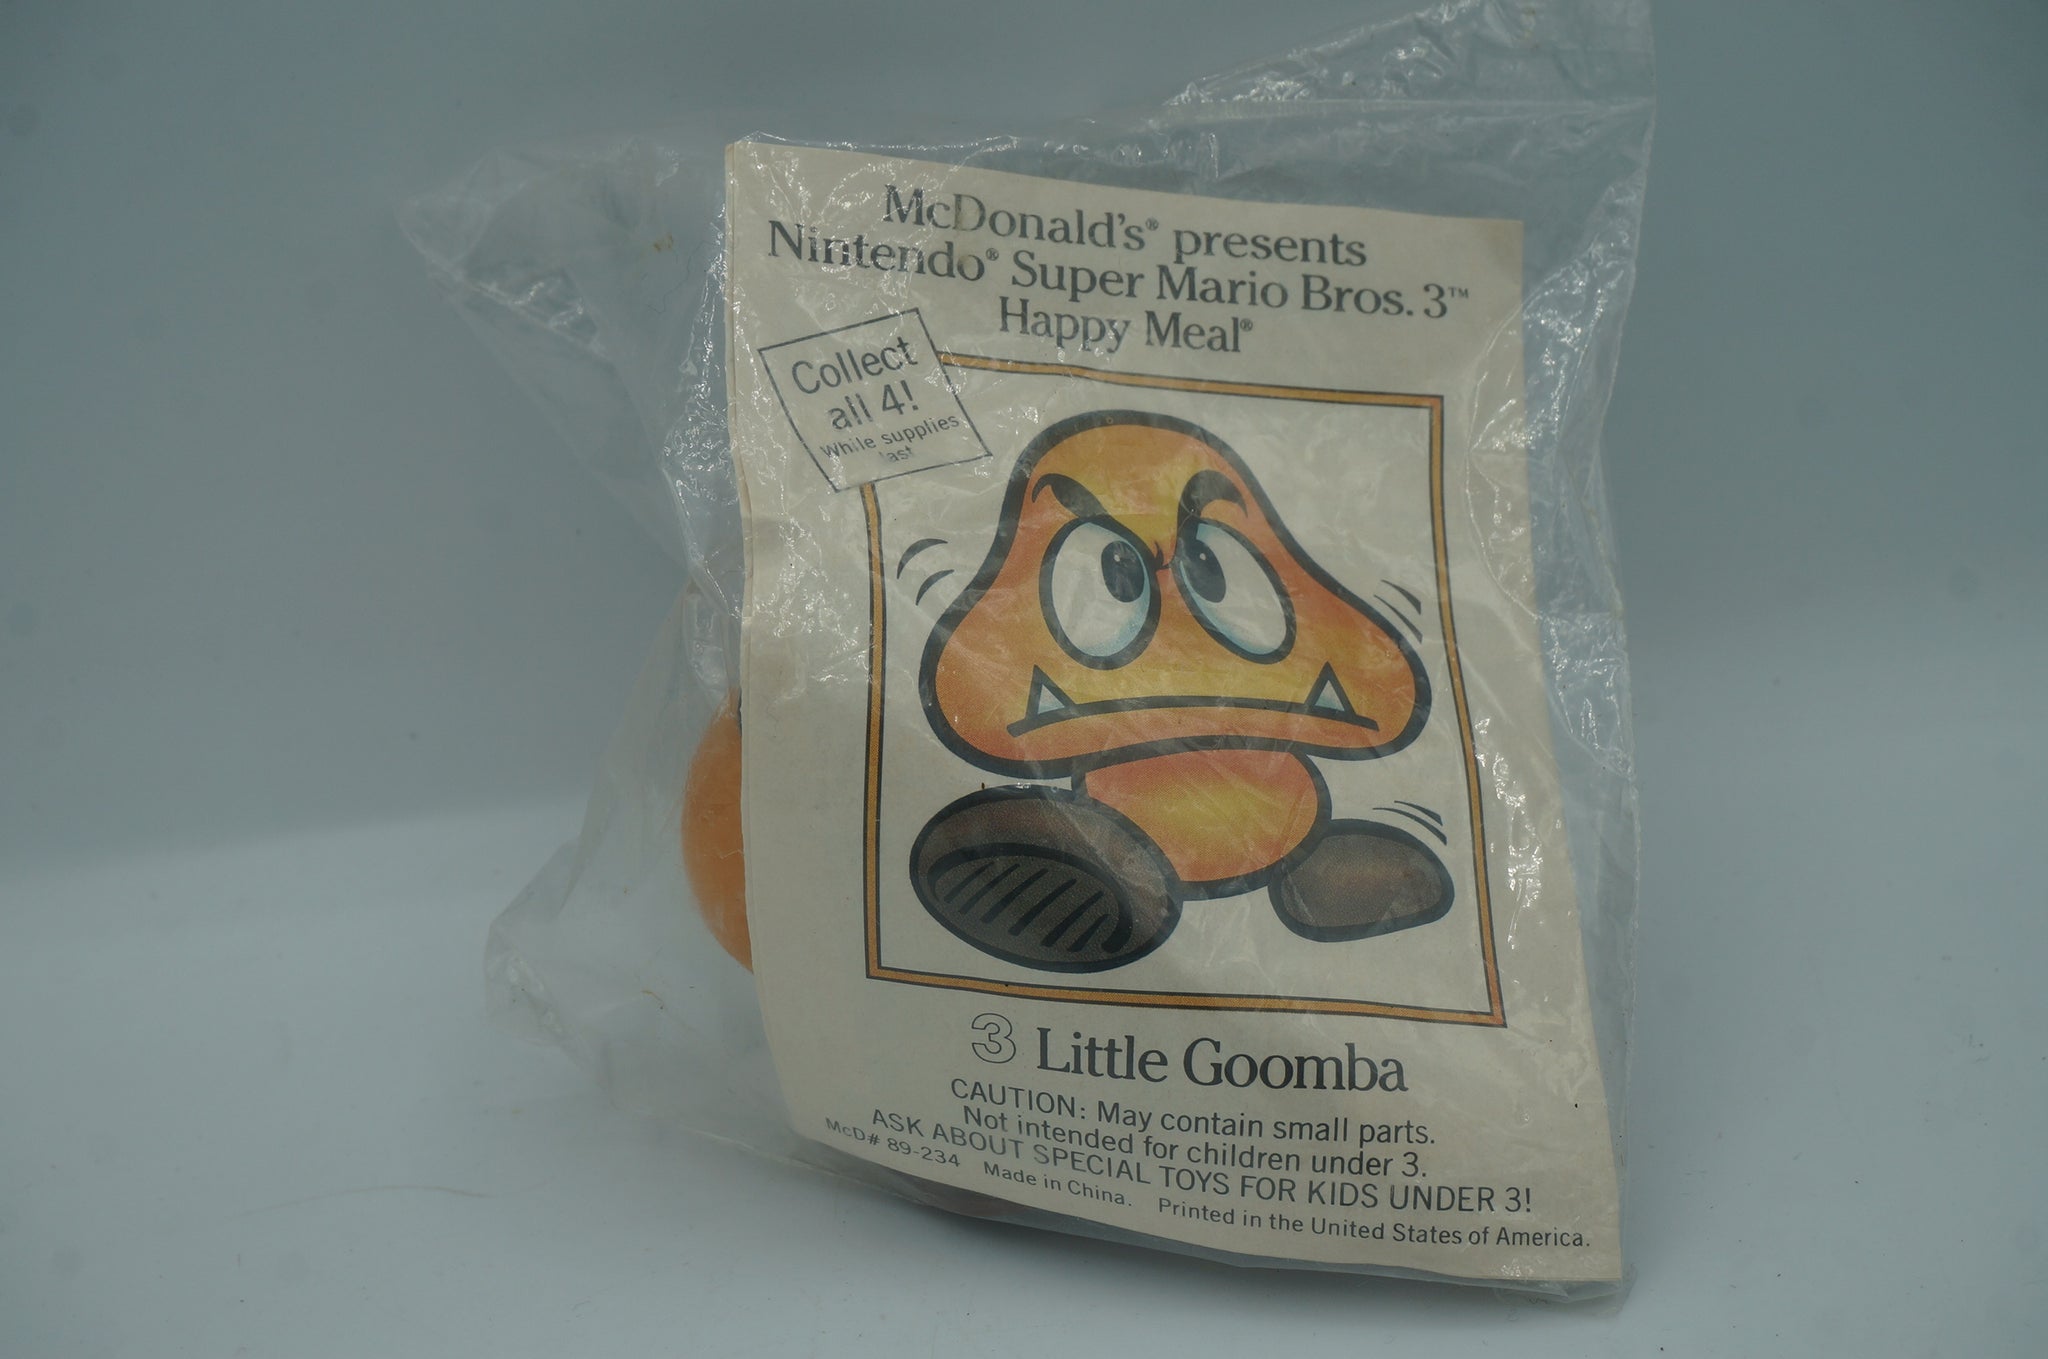 McDonald's® presents
Nintendo® Super Mario Bros. 3™
Happy Meal®
Collect
all 4!
While supplies
last
3 Little Goomba
CAUTION: May contain small parts.
Not intended for children under 3.
ASK ABOUT SPECIAL TOYS FOR KIDS UNDER 3!
McD# 89-234 Made in China. Printed in the United States of America.